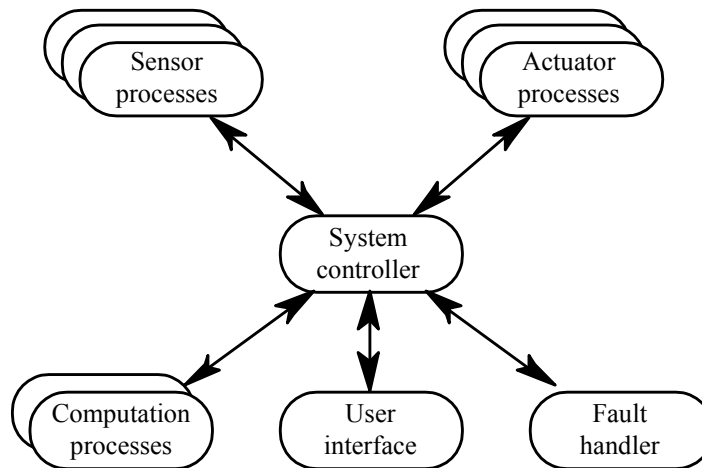 Sensor
processes
Actuator
processes
System
controller
Computation
processes
User
interface
Fault
handler